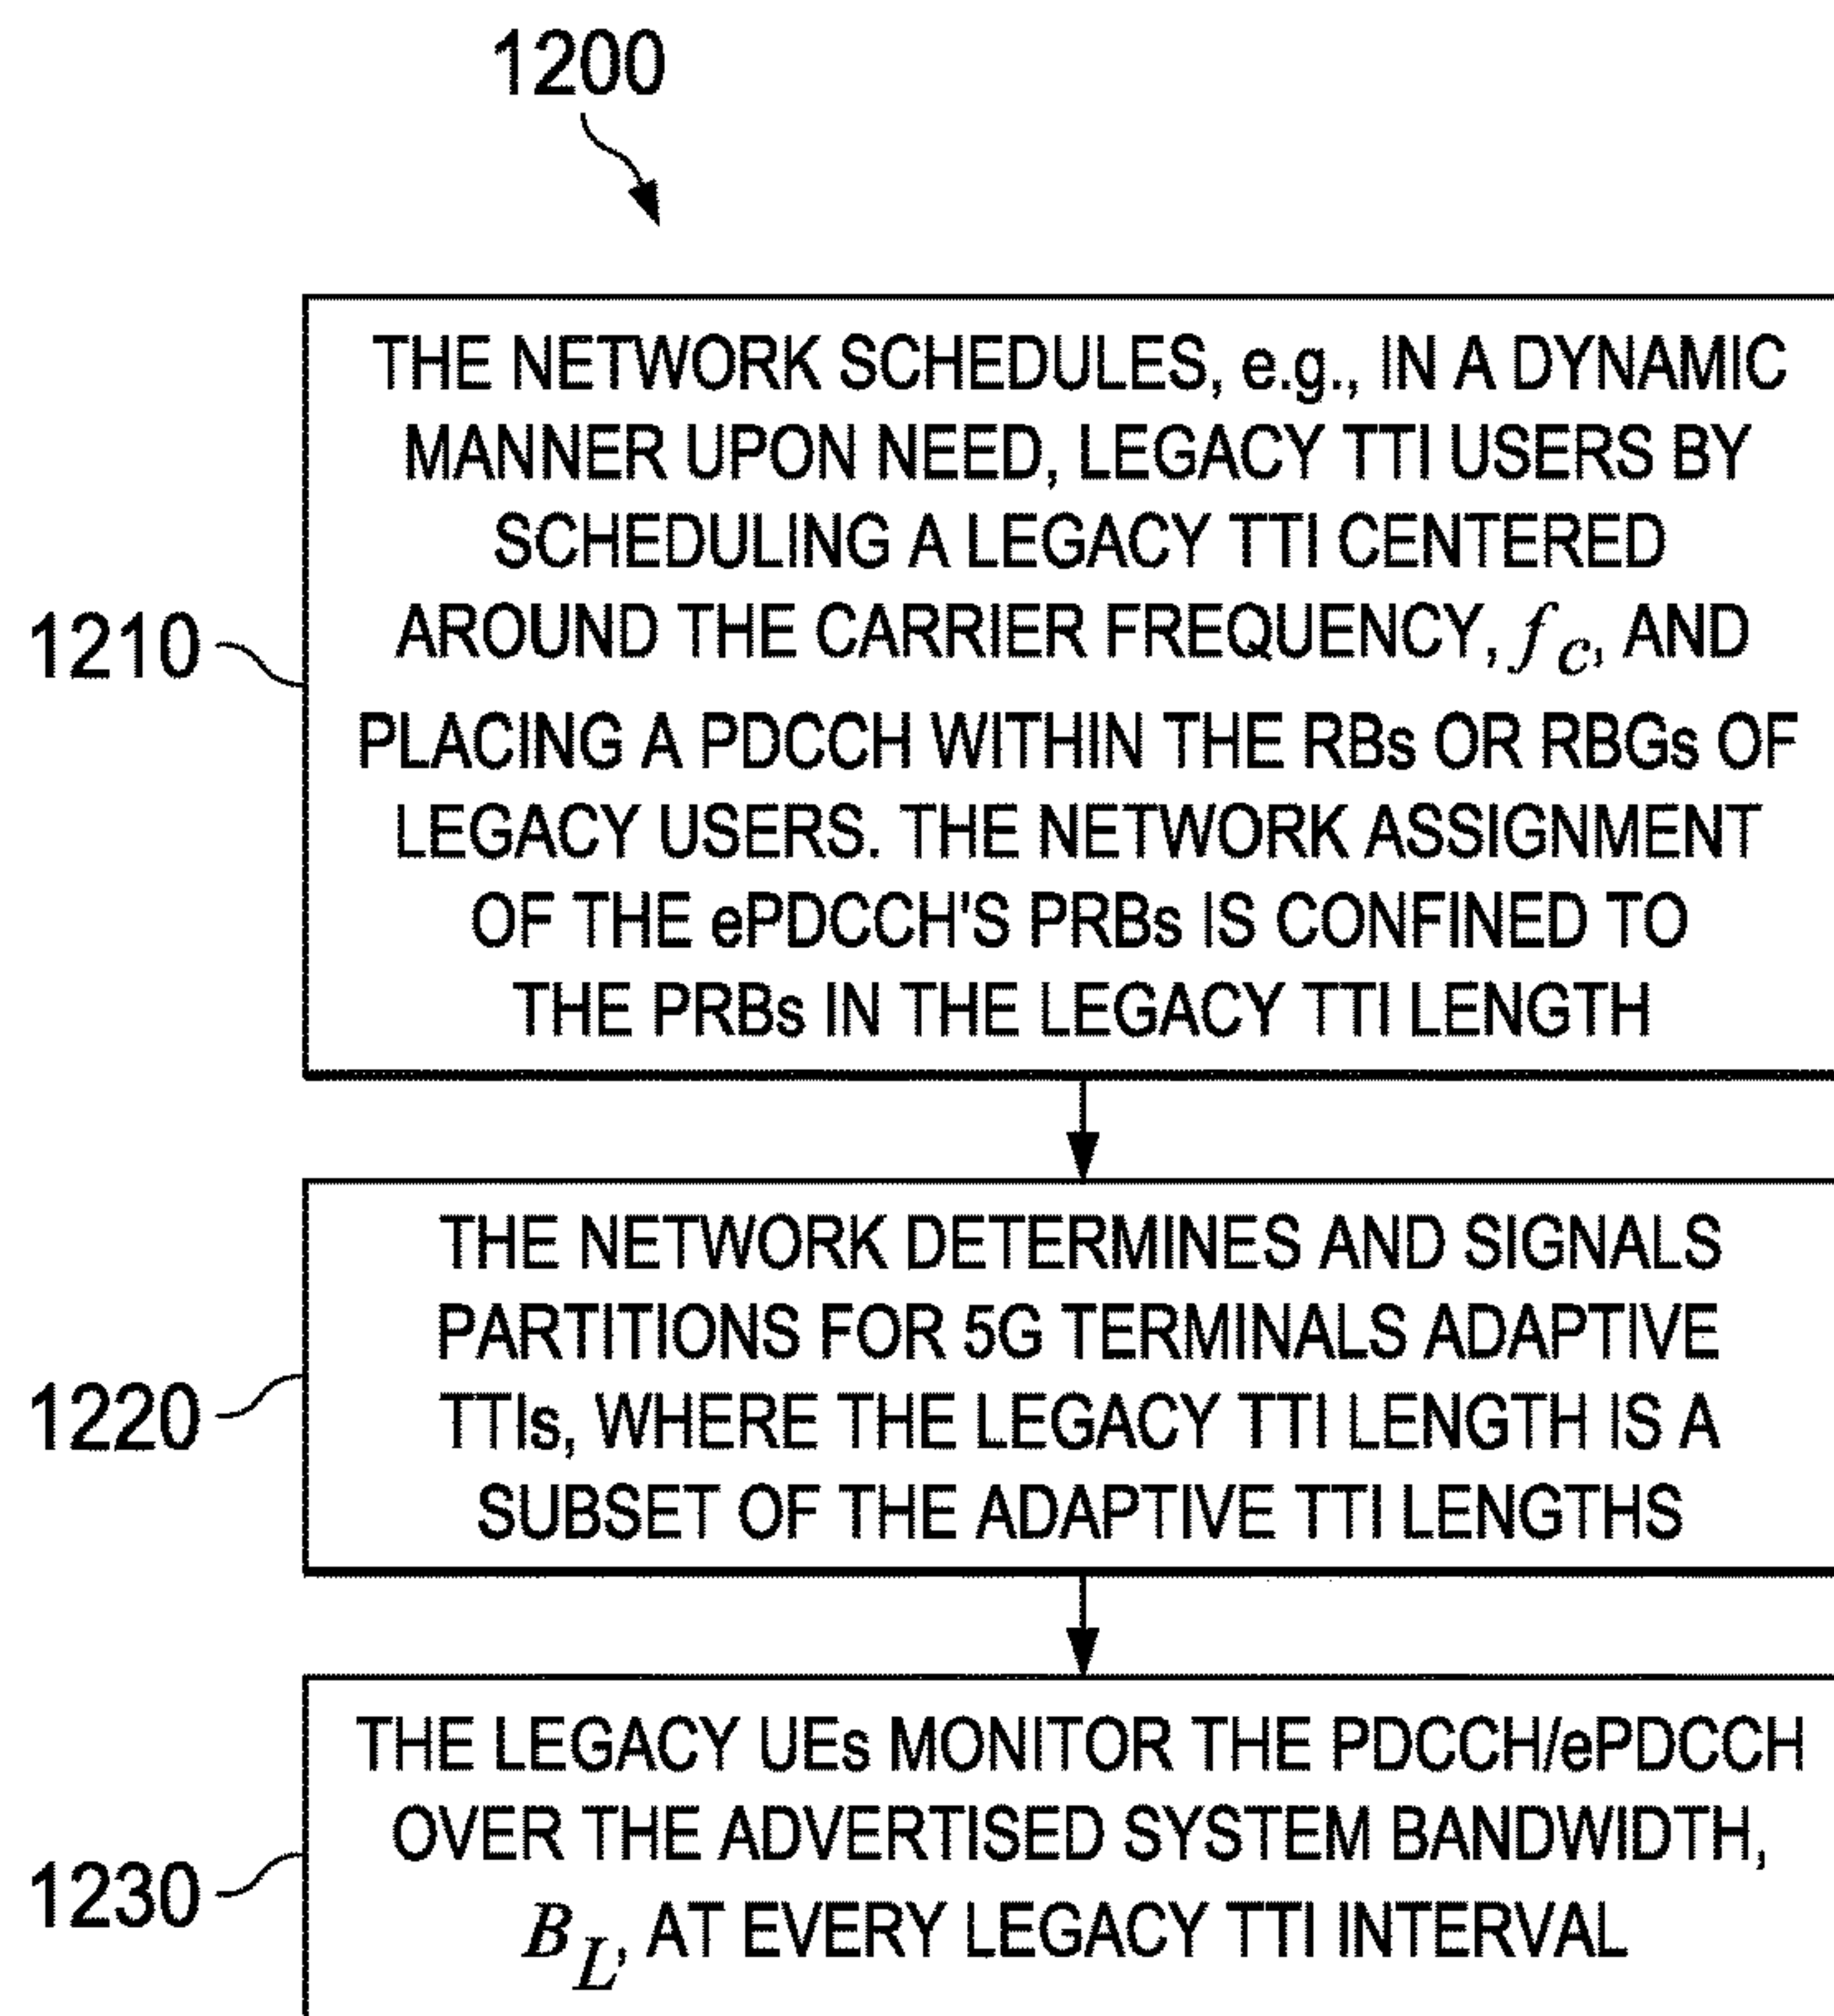 1200
THE NETWORK SCHEDULES, e.g., IN A DYNAMIC
MANNER UPON NEED, LEGACY TTI USERS BY
SCHEDULING A LEGACY TTI CENTERED
AROUND THE CARRIER FREQUENCY, f_c, AND
PLACING A PDCCH WITHIN THE RBs OR RBGs OF
LEGACY USERS. THE NETWORK ASSIGNMENT
OF THE ePDCCH'S PRBs IS CONFINED TO
THE PRBs IN THE LEGACY TTI LENGTH
1210
THE NETWORK DETERMINES AND SIGNALS
PARTITIONS FOR 5G TERMINALS ADAPTIVE
TTIs, WHERE THE LEGACY TTI LENGTH IS A
SUBSET OF THE ADAPTIVE TTI LENGTHS
1220
THE LEGACY UEs MONITOR THE PDCCH/ePDCCH
OVER THE ADVERTISED SYSTEM BANDWIDTH,
B_L, AT EVERY LEGACY TTI INTERVAL
1230